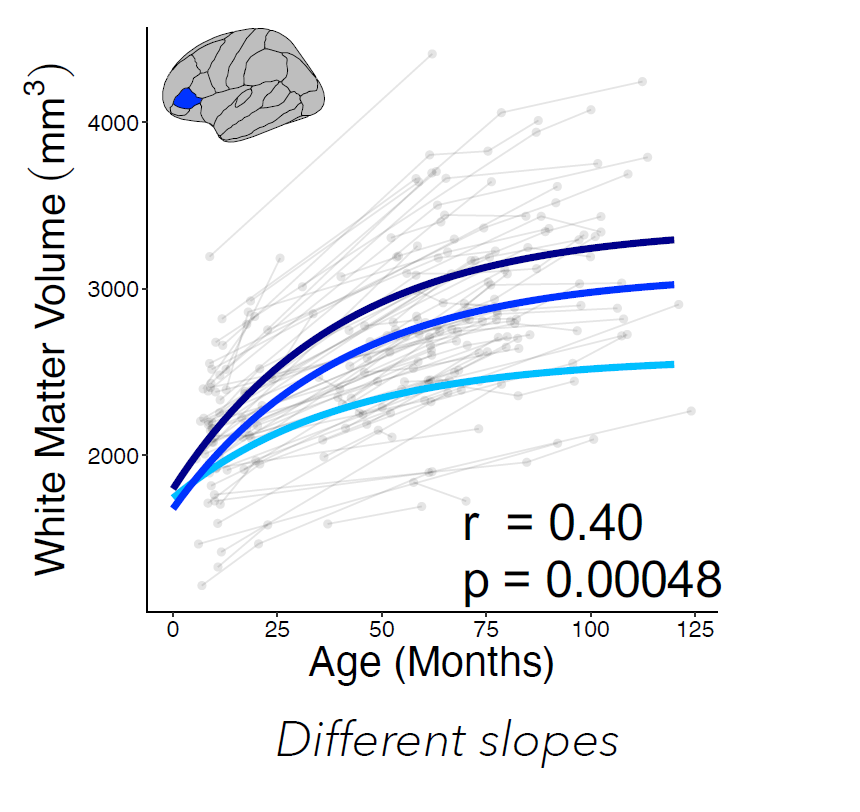 White Matter Volume (mm³)
4000
3000
2000
r = 0.40
p = 0.00048
0 25 50 75 100 125
Age (Months)
Different slopes